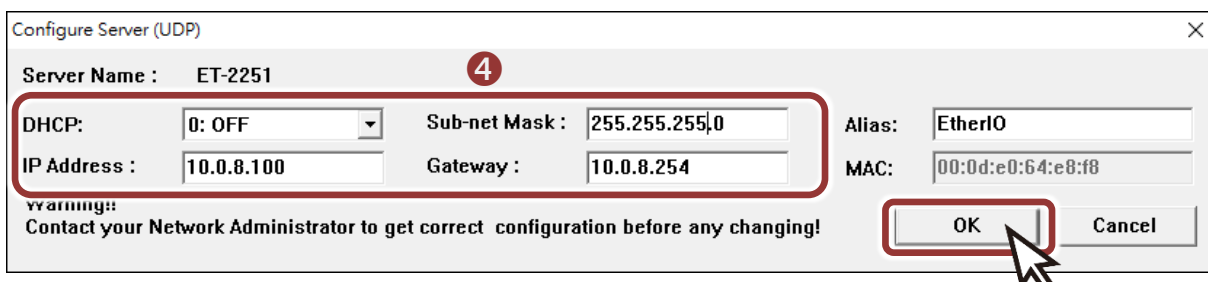 Configure Server (UDP)
Server Name : ET-2251
4
DHCP: 0: OFF Sub-net Mask : 255.255.255.0 Alias: EtherIO
IP Address : 10.0.8.100 Gateway : 10.0.8.254 MAC: 00:0d:e0:64:e8:f8
Warning!!
Contact your Network Administrator to get correct configuration before any changing!
OK Cancel